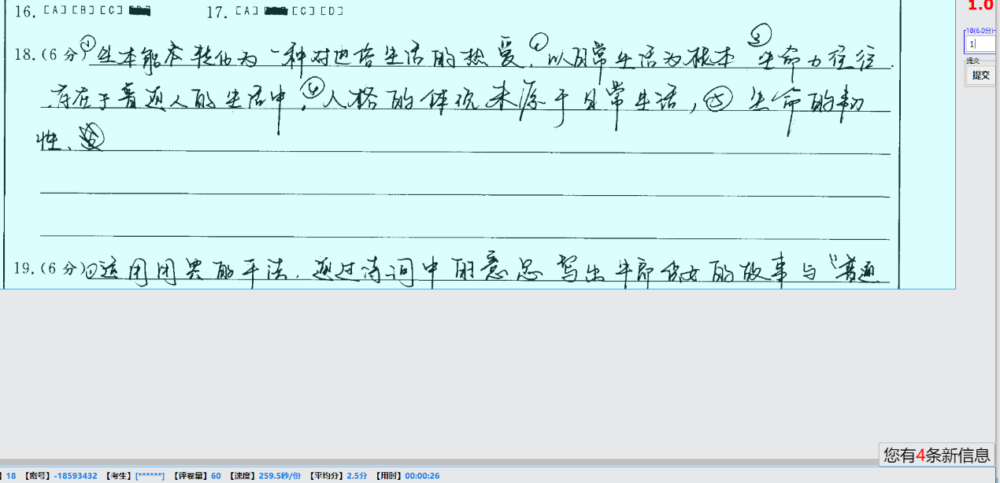 16. [A] [B] [C] 17. [A] [C] [D]
1.0
18(6.0分)
1
提交
提交
18. (6 分) ①生本能求转化为一种对世俗生活的热爱, ②以日常生活为根本 ③生命力往往
存在于普通人的生活中, ④人格的体现来源于日常生活, ⑤生命的韧
性、
19. (6 分) ①运用用典的手法, 通过诗词中的意思写出牛郎织女的故事与“普通
您有4条新信息
】18 【密号】-18593432 【考生】[******] 【评卷量】60 【速度】259.5秒/份 【平均分】2.5分 【用时】00:00:26